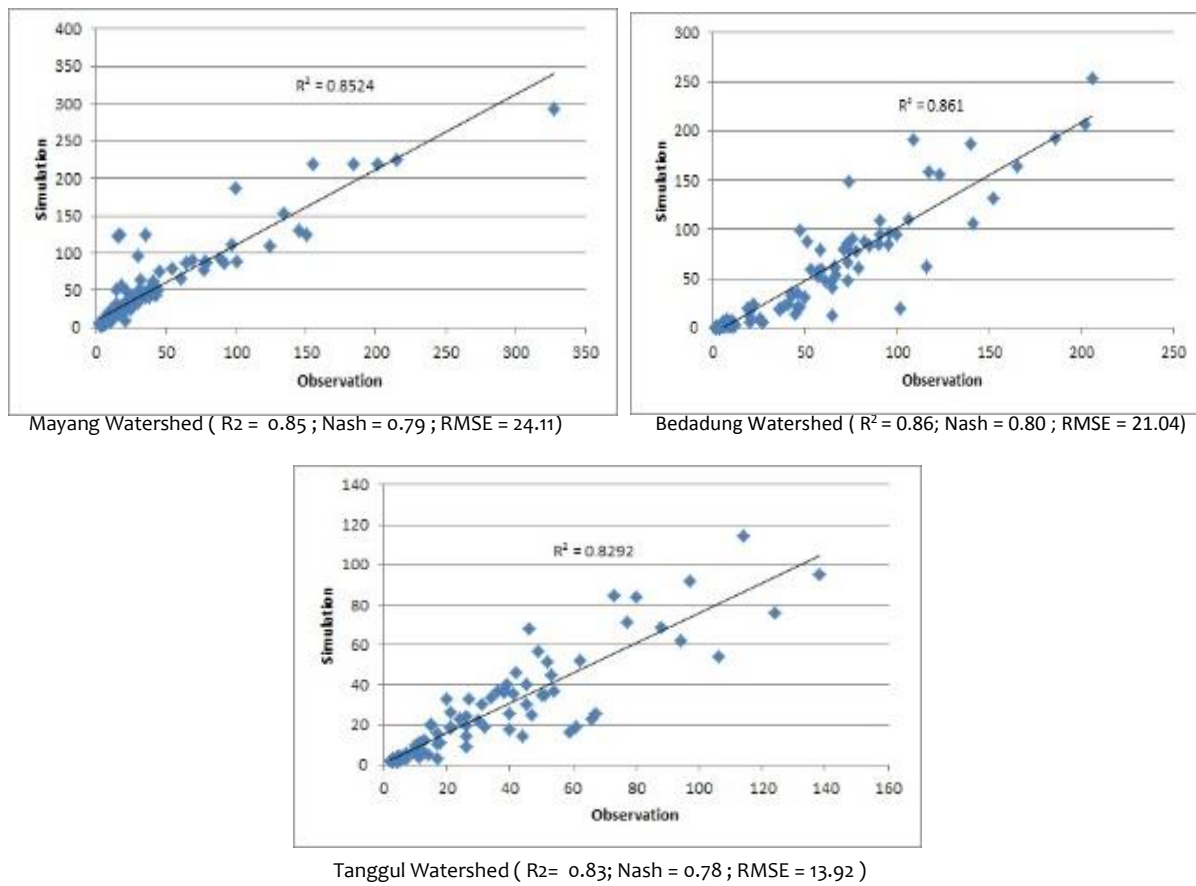 400
350
300
250
200
150
100
50
0
Simulation
R² = 0.8524
0 50 100 150 200 250 300 350
Observation
Mayang Watershed ( R2 = 0.85 ; Nash = 0.79 ; RMSE = 24.11)
300
250
200
150
100
50
0
Simulation
R² = 0.861
0 50 100 150 200 250
Observation
Bedadung Watershed ( R² = 0.86; Nash = 0.80 ; RMSE = 21.04)
140
120
100
80
60
40
20
0
Simulation
R² = 0.8292
0 20 40 60 80 100 120 140 160
Observation
Tanggul Watershed ( R2= 0.83; Nash = 0.78 ; RMSE = 13.92 )